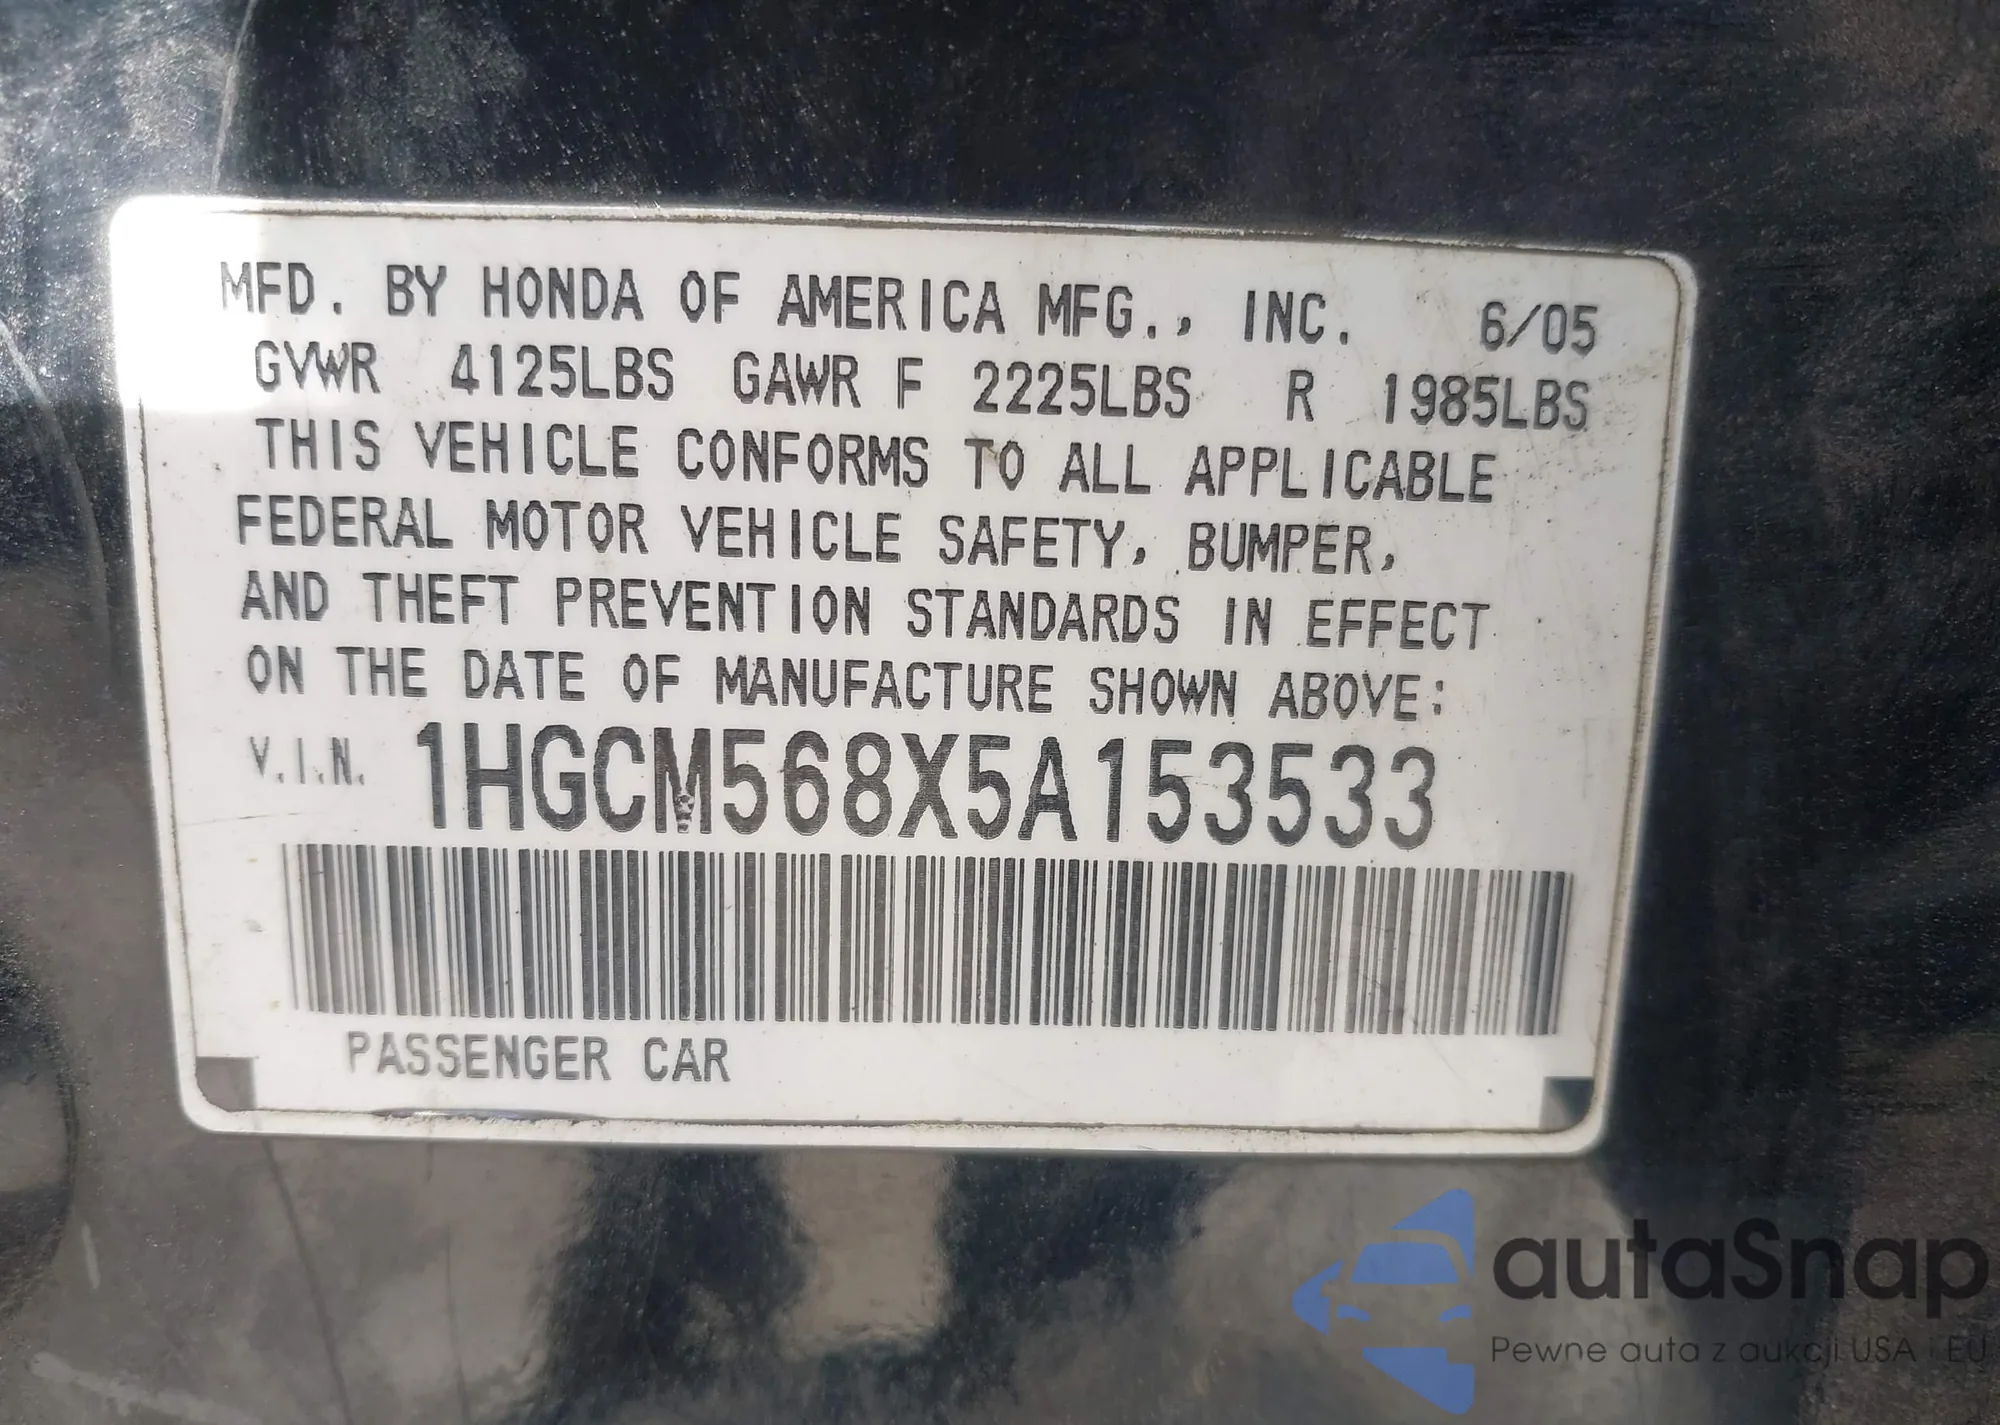 MFD. BY HONDA OF AMERICA MFG., INC. 6/05
GVWR 4125LBS GAWR F 2225LBS R 1985LBS
THIS VEHICLE CONFORMS TO ALL APPLICABLE
FEDERAL MOTOR VEHICLE SAFETY, BUMPER,
AND THEFT PREVENTION STANDARDS IN EFFECT
ON THE DATE OF MANUFACTURE SHOWN ABOVE:
V.I.N. 1HGCM568X5A153533
PASSENGER CAR
autaSnap
Pewne auta z aukcji USA i EU